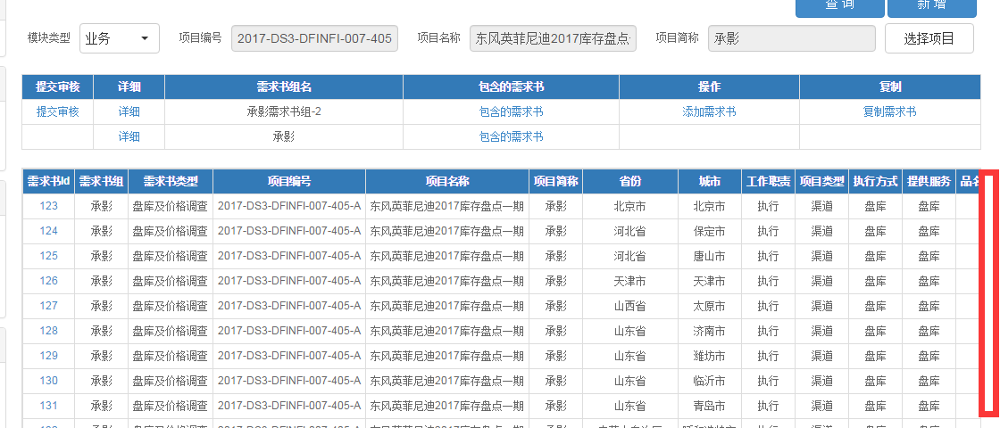 查 询 新 增
模块类型 业务 项目编号 2017-DS3-DFINFI-007-405 项目名称 东风英菲尼迪2017库存盘点 项目简称 承影 选择项目
提交审核 详细 需求书组名 包含的需求书 操作 复制
提交审核 详细 承影需求书组-2 包含的需求书 添加需求书 复制需求书
详细 承影 包含的需求书
需求书Id 需求书组 需求书类型 项目编号 项目名称 项目简称 省份 城市 工作职责 项目类型 执行方式 提供服务 品名
123 承影 盘库及价格调查 2017-DS3-DFINFI-007-405-A 东风英菲尼迪2017库存盘点一期 承影 北京市 北京市 执行 渠道 盘库 盘库
124 承影 盘库及价格调查 2017-DS3-DFINFI-007-405-A 东风英菲尼迪2017库存盘点一期 承影 河北省 保定市 执行 渠道 盘库 盘库
125 承影 盘库及价格调查 2017-DS3-DFINFI-007-405-A 东风英菲尼迪2017库存盘点一期 承影 河北省 唐山市 执行 渠道 盘库 盘库
126 承影 盘库及价格调查 2017-DS3-DFINFI-007-405-A 东风英菲尼迪2017库存盘点一期 承影 天津市 天津市 执行 渠道 盘库 盘库
127 承影 盘库及价格调查 2017-DS3-DFINFI-007-405-A 东风英菲尼迪2017库存盘点一期 承影 山西省 太原市 执行 渠道 盘库 盘库
128 承影 盘库及价格调查 2017-DS3-DFINFI-007-405-A 东风英菲尼迪2017库存盘点一期 承影 山东省 济南市 执行 渠道 盘库 盘库
129 承影 盘库及价格调查 2017-DS3-DFINFI-007-405-A 东风英菲尼迪2017库存盘点一期 承影 山东省 潍坊市 执行 渠道 盘库 盘库
130 承影 盘库及价格调查 2017-DS3-DFINFI-007-405-A 东风英菲尼迪2017库存盘点一期 承影 山东省 临沂市 执行 渠道 盘库 盘库
131 承影 盘库及价格调查 2017-DS3-DFINFI-007-405-A 东风英菲尼迪2017库存盘点一期 承影 山东省 青岛市 执行 渠道 盘库 盘库